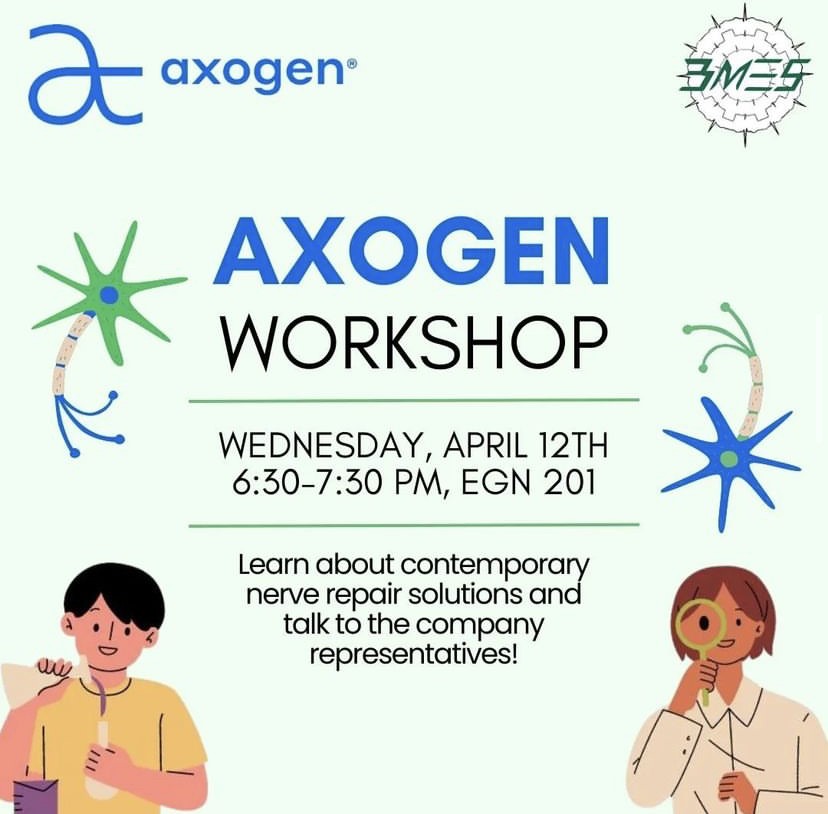 axogen®
BMES
AXOGEN
WORKSHOP
WEDNESDAY, APRIL 12TH
6:30-7:30 PM, EGN 201
Learn about contemporary
nerve repair solutions and
talk to the company
representatives!